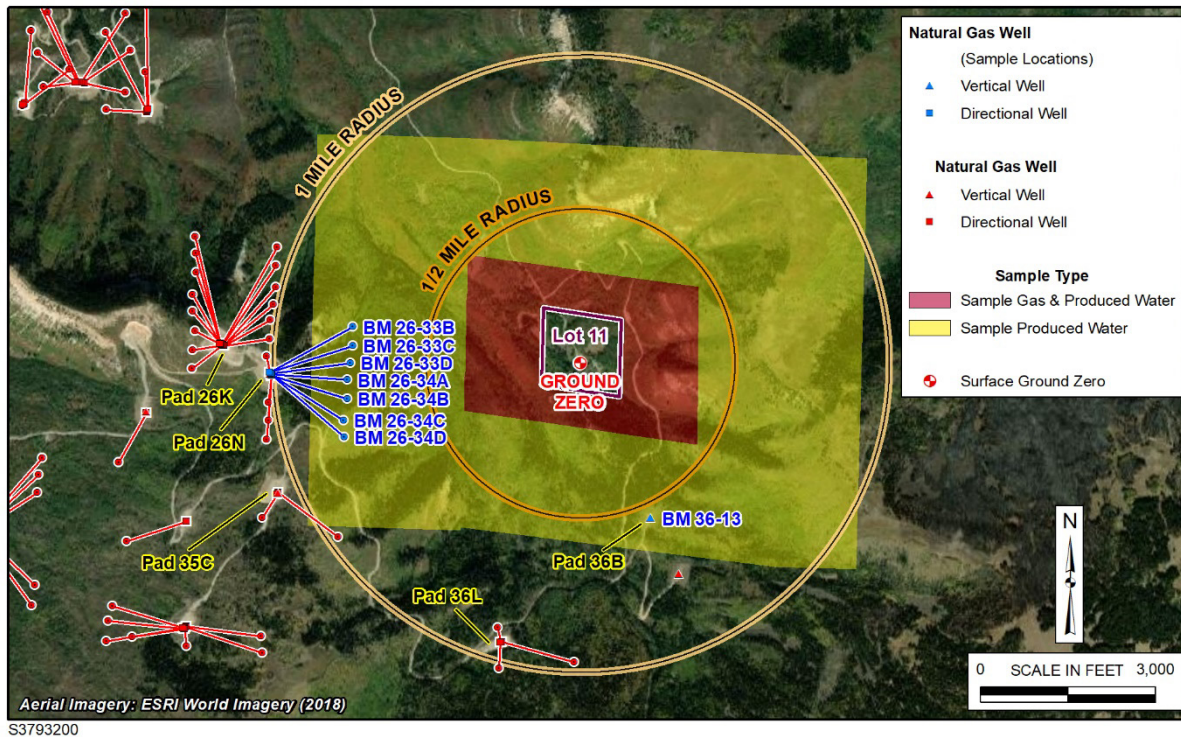 Natural Gas Well
(Sample Locations)
Vertical Well
Directional Well
Natural Gas Well
Vertical Well
Directional Well
Sample Type
Sample Gas & Produced Water
Sample Produced Water
Surface Ground Zero
1 MILE RADIUS
1/2 MILE RADIUS
BM 26-33B
BM 26-33C
BM 26-33D
BM 26-34A
BM 26-34B
BM 26-34C
BM 26-34D
Lot 11
GROUND
ZERO
Pad 26K
Pad 26N
Pad 35C
BM 36-13
Pad 36B
Pad 36L
N
0 SCALE IN FEET 3,000
Aerial Imagery: ESRI World Imagery (2018)
S3793200